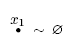 x₁
• ∼ ∅